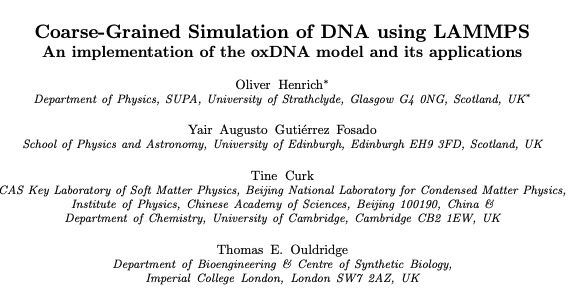 Coarse-Grained Simulation of DNA using LAMMPS
An implementation of the oxDNA model and its applications
Oliver Henrich*
Department of Physics, SUPA, University of Strathclyde, Glasgow G4 0NG, Scotland, UK*
Yair Augusto Gutiérrez Fosado
School of Physics and Astronomy, University of Edinburgh, Edinburgh EH9 3FD, Scotland, UK
Tine Curk
CAS Key Laboratory of Soft Matter Physics, Beijing National Laboratory for Condensed Matter Physics,
Institute of Physics, Chinese Academy of Sciences, Beijing 100190, China &
Department of Chemistry, University of Cambridge, Cambridge CB2 1EW, UK
Thomas E. Ouldridge
Department of Bioengineering & Centre of Synthetic Biology,
Imperial College London, London SW7 2AZ, UK